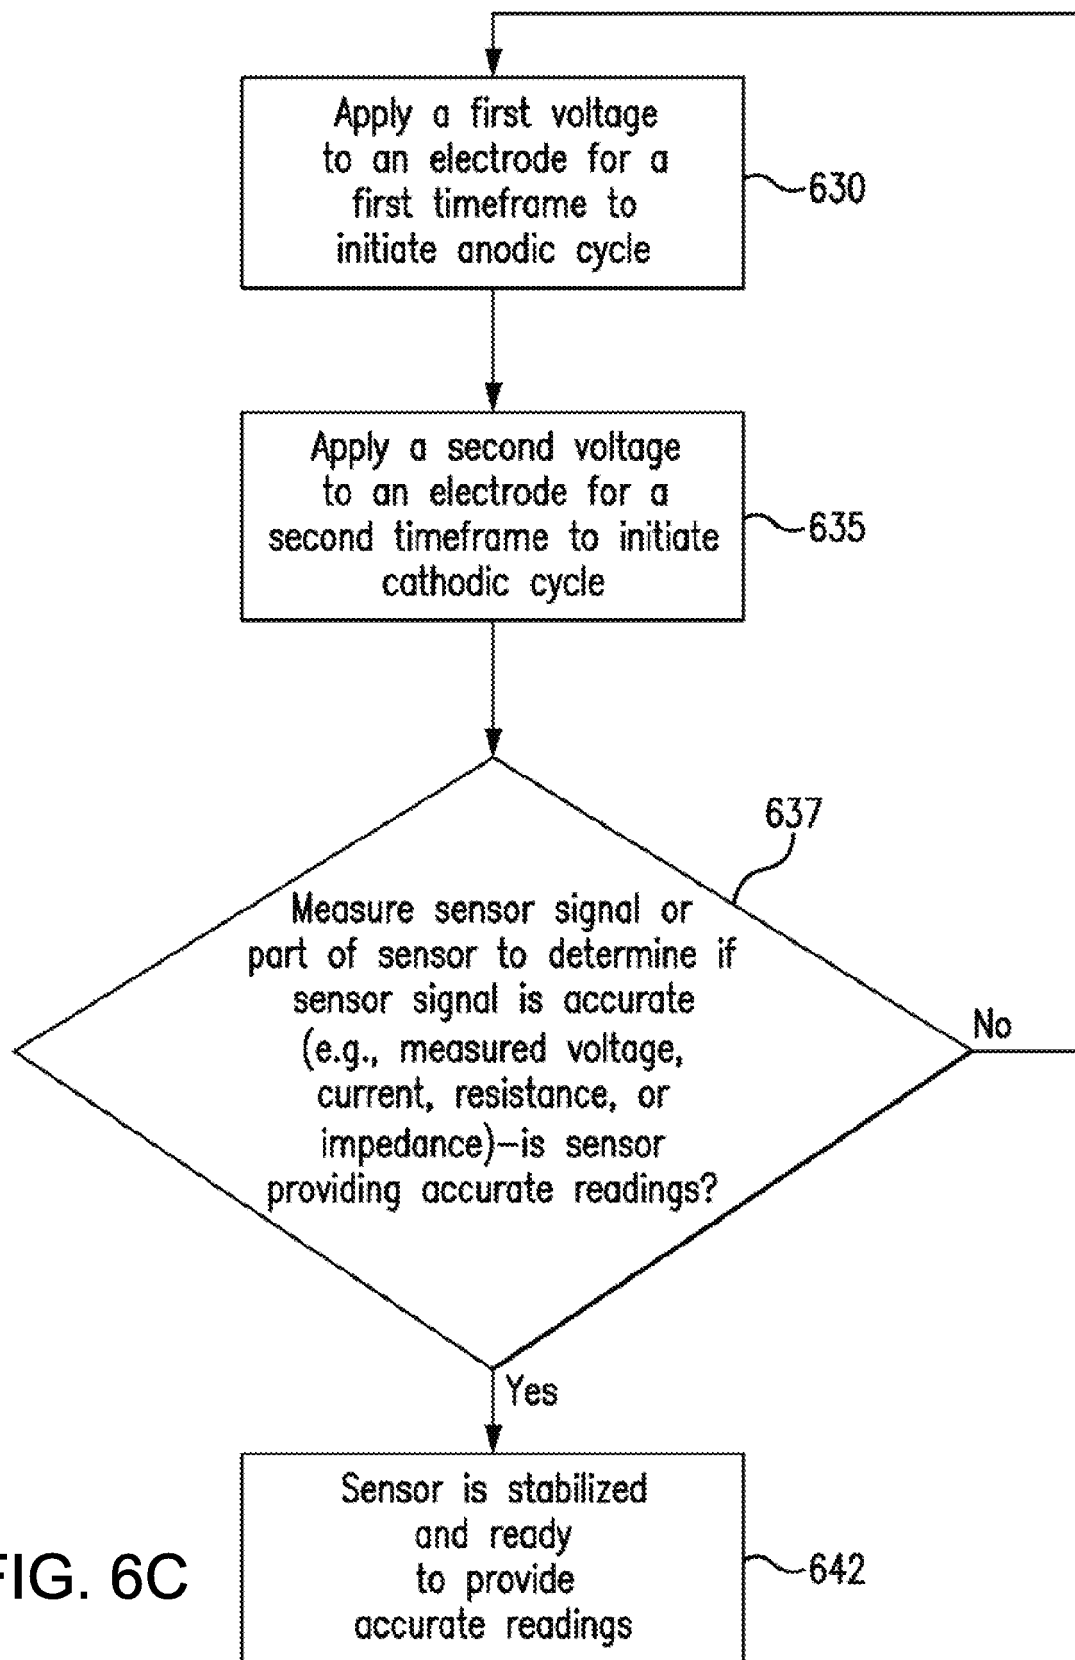 Apply a first voltage
to an electrode for a
first timeframe to
initiate anodic cycle
630
Apply a second voltage
to an electrode for a
second timeframe to initiate
cathodic cycle
635
637
Measure sensor signal or
part of sensor to determine if
sensor signal is accurate
(e.g., measured voltage,
current, resistance, or
impedance)–is sensor
providing accurate readings?
No
Yes
Sensor is stabilized
and ready
to provide
accurate readings
642
FIG. 6C